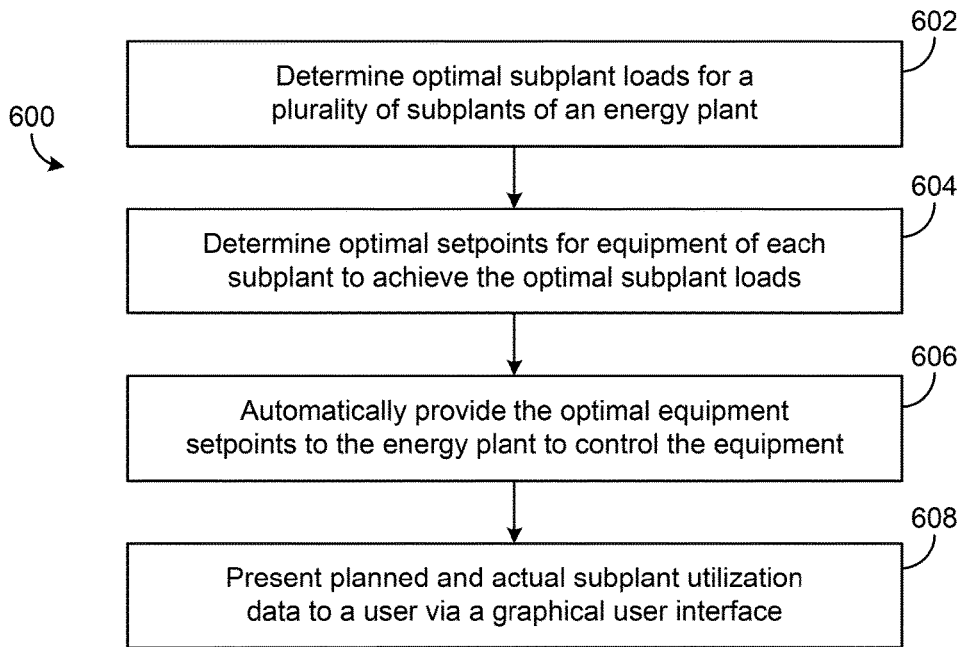 602
Determine optimal subplant loads for a
plurality of subplants of an energy plant
600
604
Determine optimal setpoints for equipment of each
subplant to achieve the optimal subplant loads
606
Automatically provide the optimal equipment
setpoints to the energy plant to control the equipment
608
Present planned and actual subplant utilization
data to a user via a graphical user interface